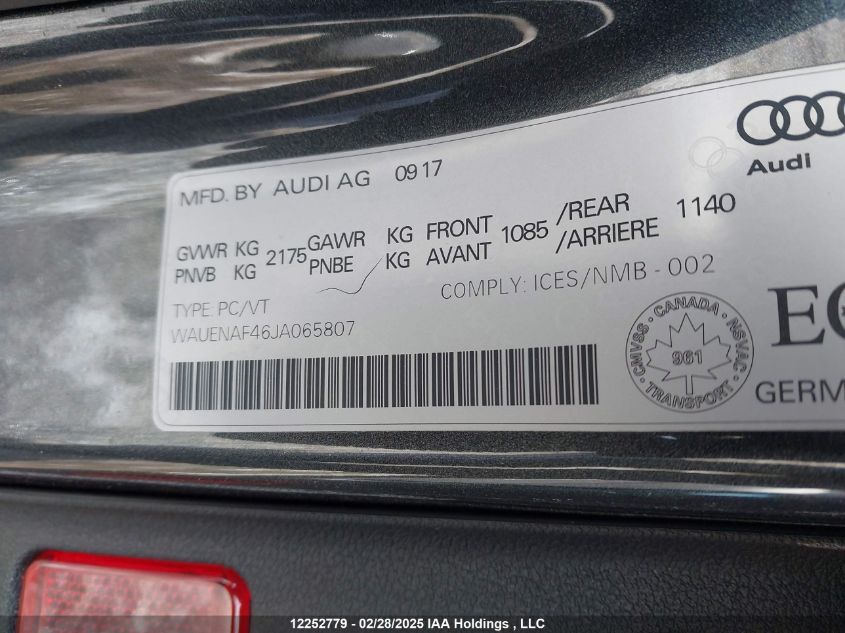 Audi
MFD. BY AUDI AG 09 17
GVWR KG 2175 GAWR KG FRONT 1085 /REAR 1140
PNVB KG PNBE KG AVANT /ARRIERE
COMPLY: ICES/NMB - 002
TYPE: PC/VT
WAUENAF46JA065807
CMVSS · CANADA · NSVAC · TRANSPORT ·
961
12252779 - 02/28/2025 IAA Holdings , LLC